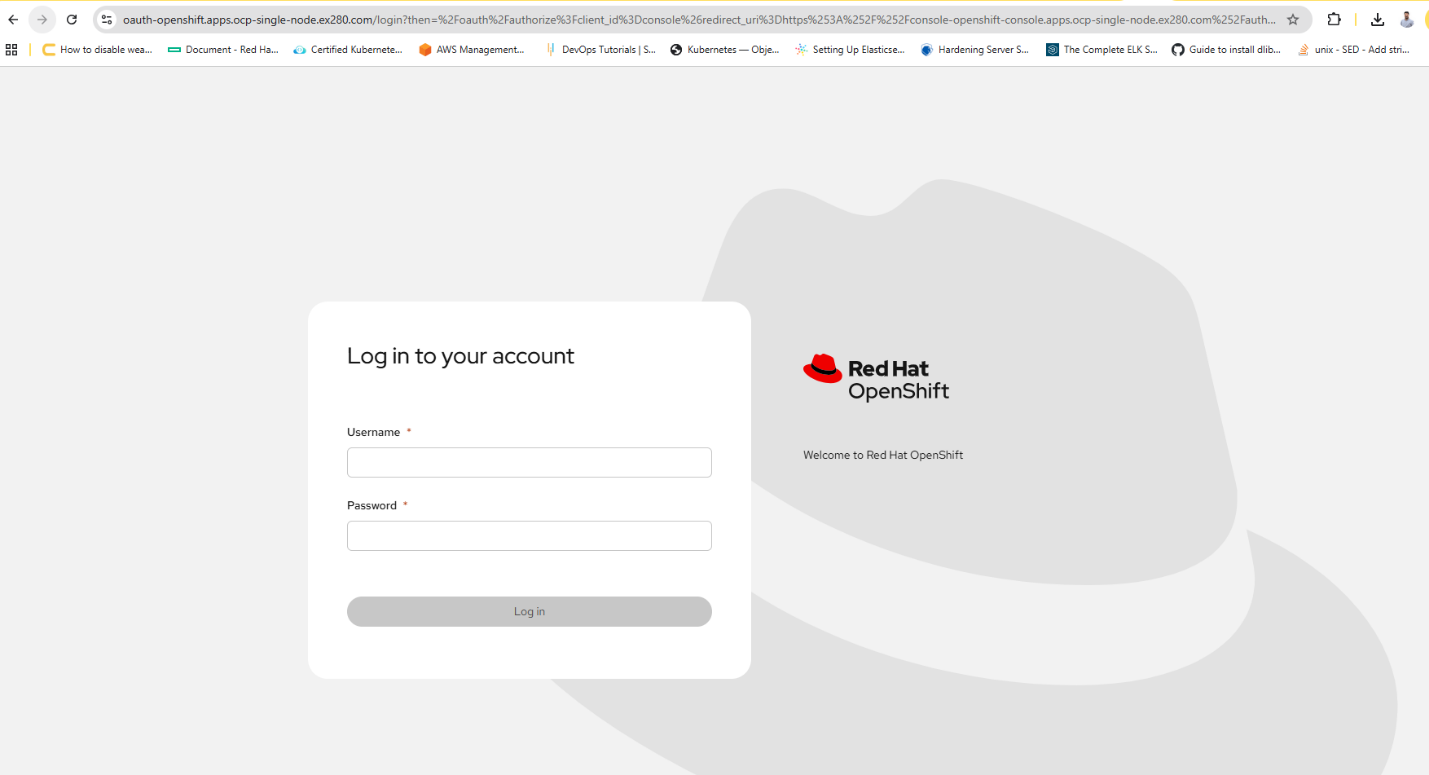 oauth-openshift.apps.ocp-single-node.ex280.com/login?then=%2Foauth%2Fauthorize%3Fclient_id%3Dconsole%26redirect_uri%3Dhttps%253A%252F%252Fconsole-openshift-console.apps.ocp-single-node.ex280.com%252Fauth...
How to disable wea... Document - Red Ha... Certified Kubernete... AWS Management... DevOps Tutorials | S... Kubernetes — Obje... Setting Up Elasticse... Hardening Server S... The Complete ELK S... Guide to install dlib... unix - SED - Add stri...
Log in to your account
Username *
Password *
Log in
Red Hat
OpenShift
Welcome to Red Hat OpenShift